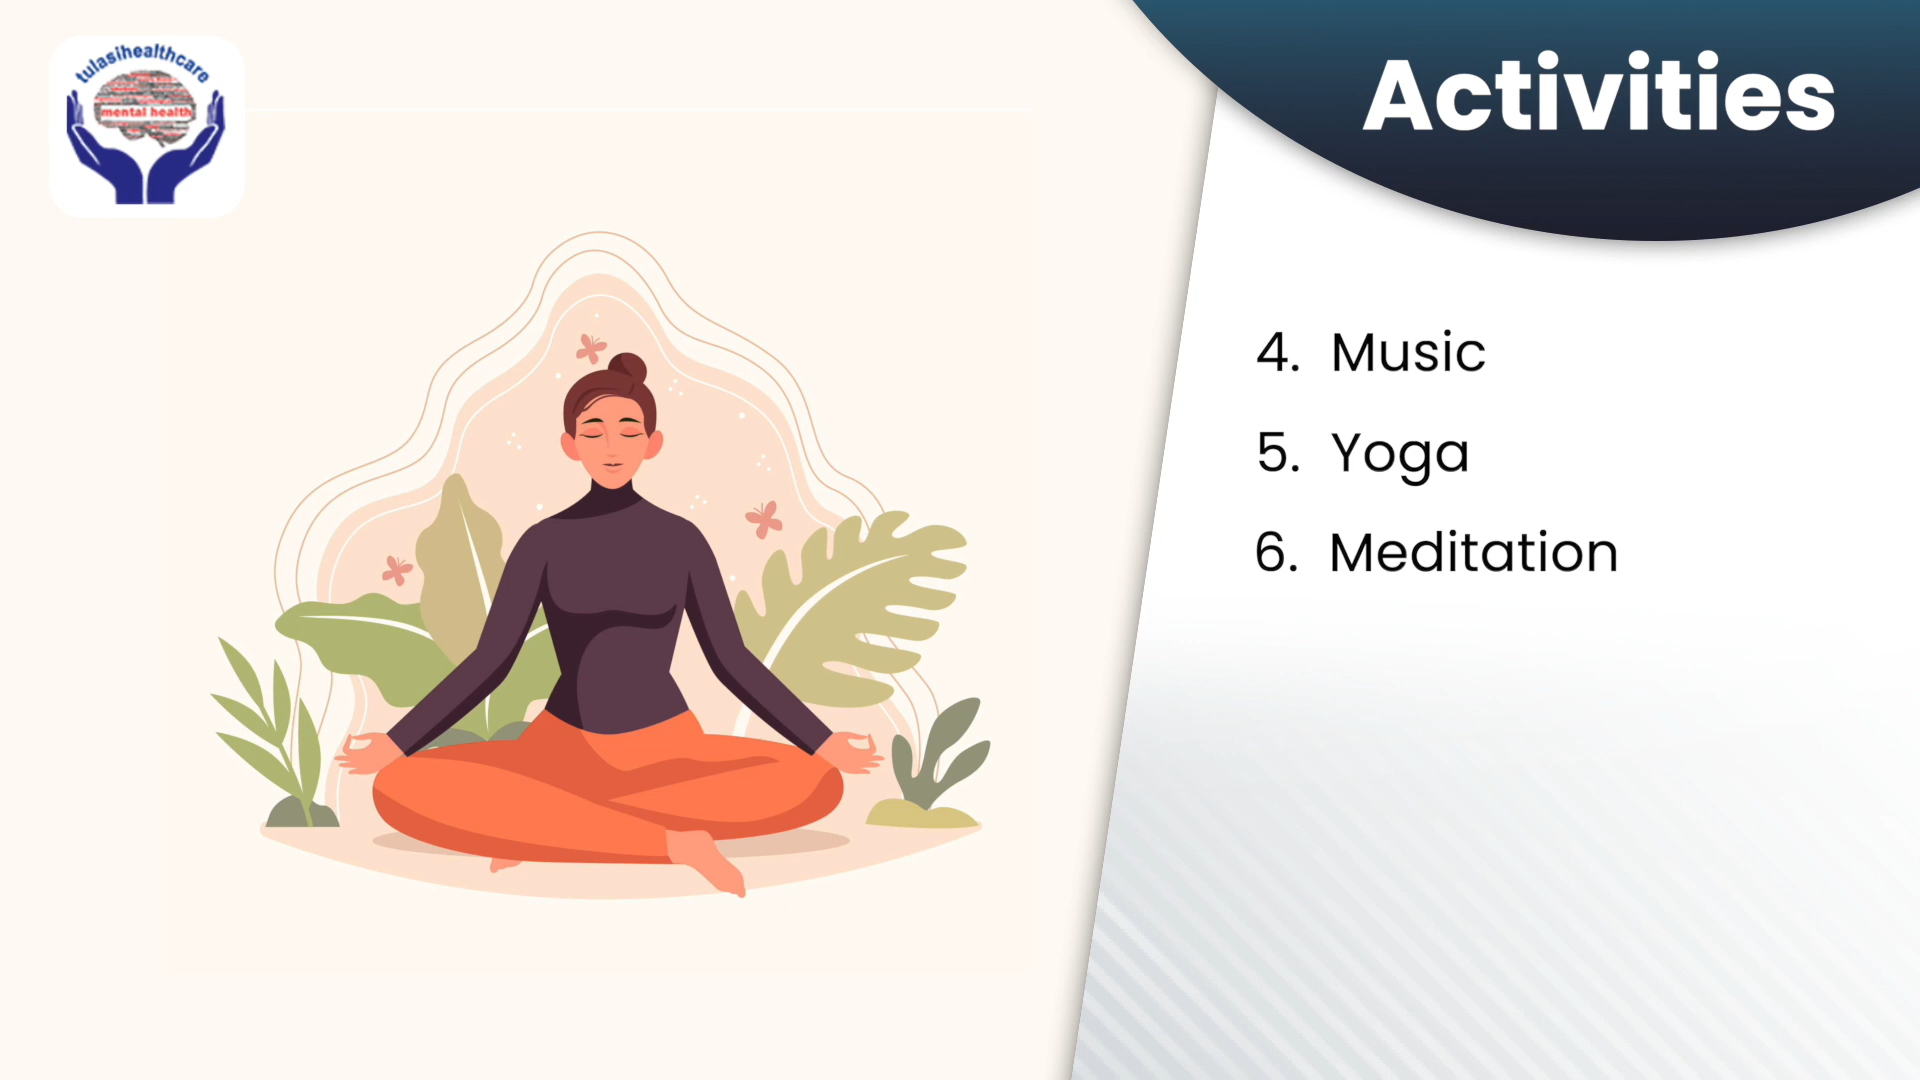 tulasihealthcare
mental health
Activities
4. Music
5. Yoga
6. Meditation